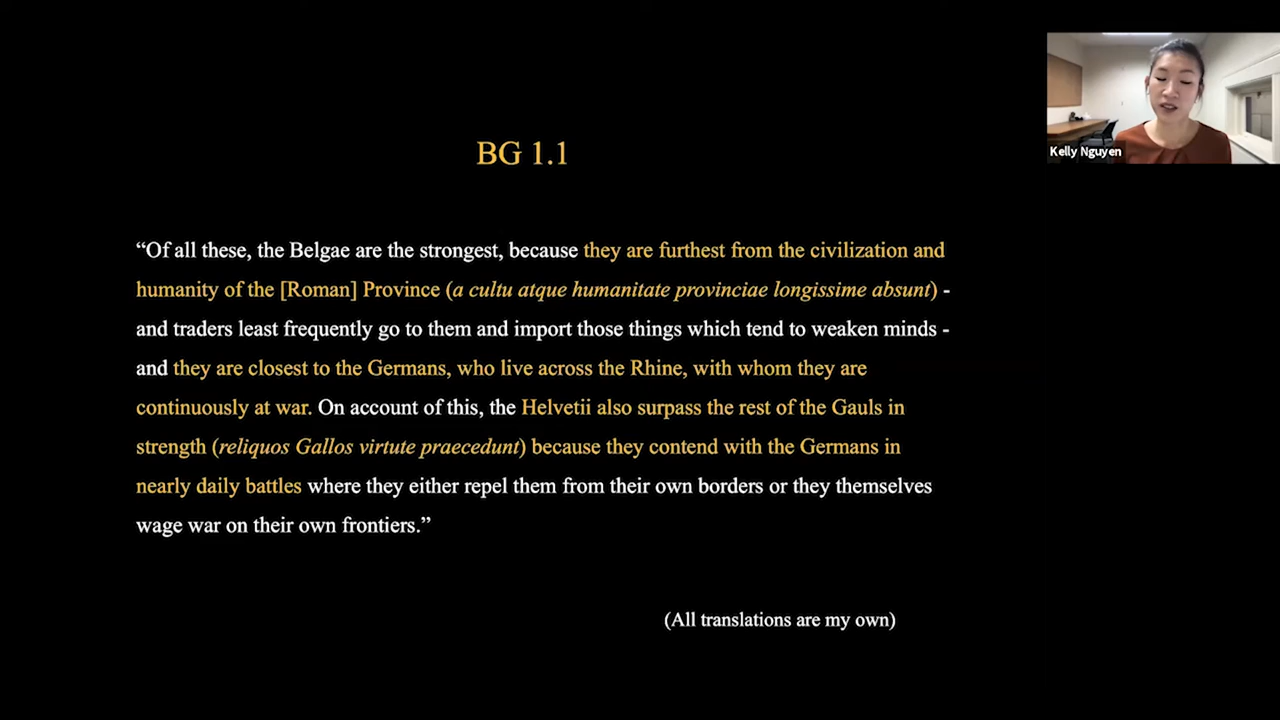 BG 1.1
“Of all these, the Belgae are the strongest, because they are furthest from the civilization and
humanity of the [Roman] Province (a cultu atque humanitate provinciae longissime absunt) -
and traders least frequently go to them and import those things which tend to weaken minds -
and they are closest to the Germans, who live across the Rhine, with whom they are
continuously at war. On account of this, the Helvetii also surpass the rest of the Gauls in
strength (reliquos Gallos virtute praecedunt) because they contend with the Germans in
nearly daily battles where they either repel them from their own borders or they themselves
wage war on their own frontiers.”
(All translations are my own)
Kelly Nguyen